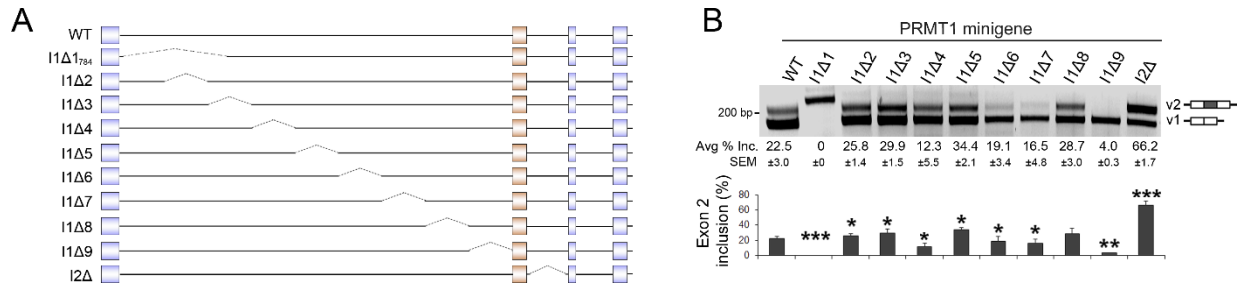 A
WT
I1Δ1784
I1Δ2
I1Δ3
I1Δ4
I1Δ5
I1Δ6
I1Δ7
I1Δ8
I1Δ9
I2Δ
B
PRMT1 minigene
WT I1Δ1 I1Δ2 I1Δ3 I1Δ4 I1Δ5 I1Δ6 I1Δ7 I1Δ8 I1Δ9 I2Δ
200 bp
v2
v1
Avg % Inc. 22.5 0 25.8 29.9 12.3 34.4 19.1 16.5 28.7 4.0 66.2
SEM ±3.0 ±0 ±1.4 ±1.5 ±5.5 ±2.1 ±3.4 ±4.8 ±3.0 ±0.3 ±1.7
Exon 2
inclusion (%)
80
60
40
20
0
*** * * * * * * ** ***